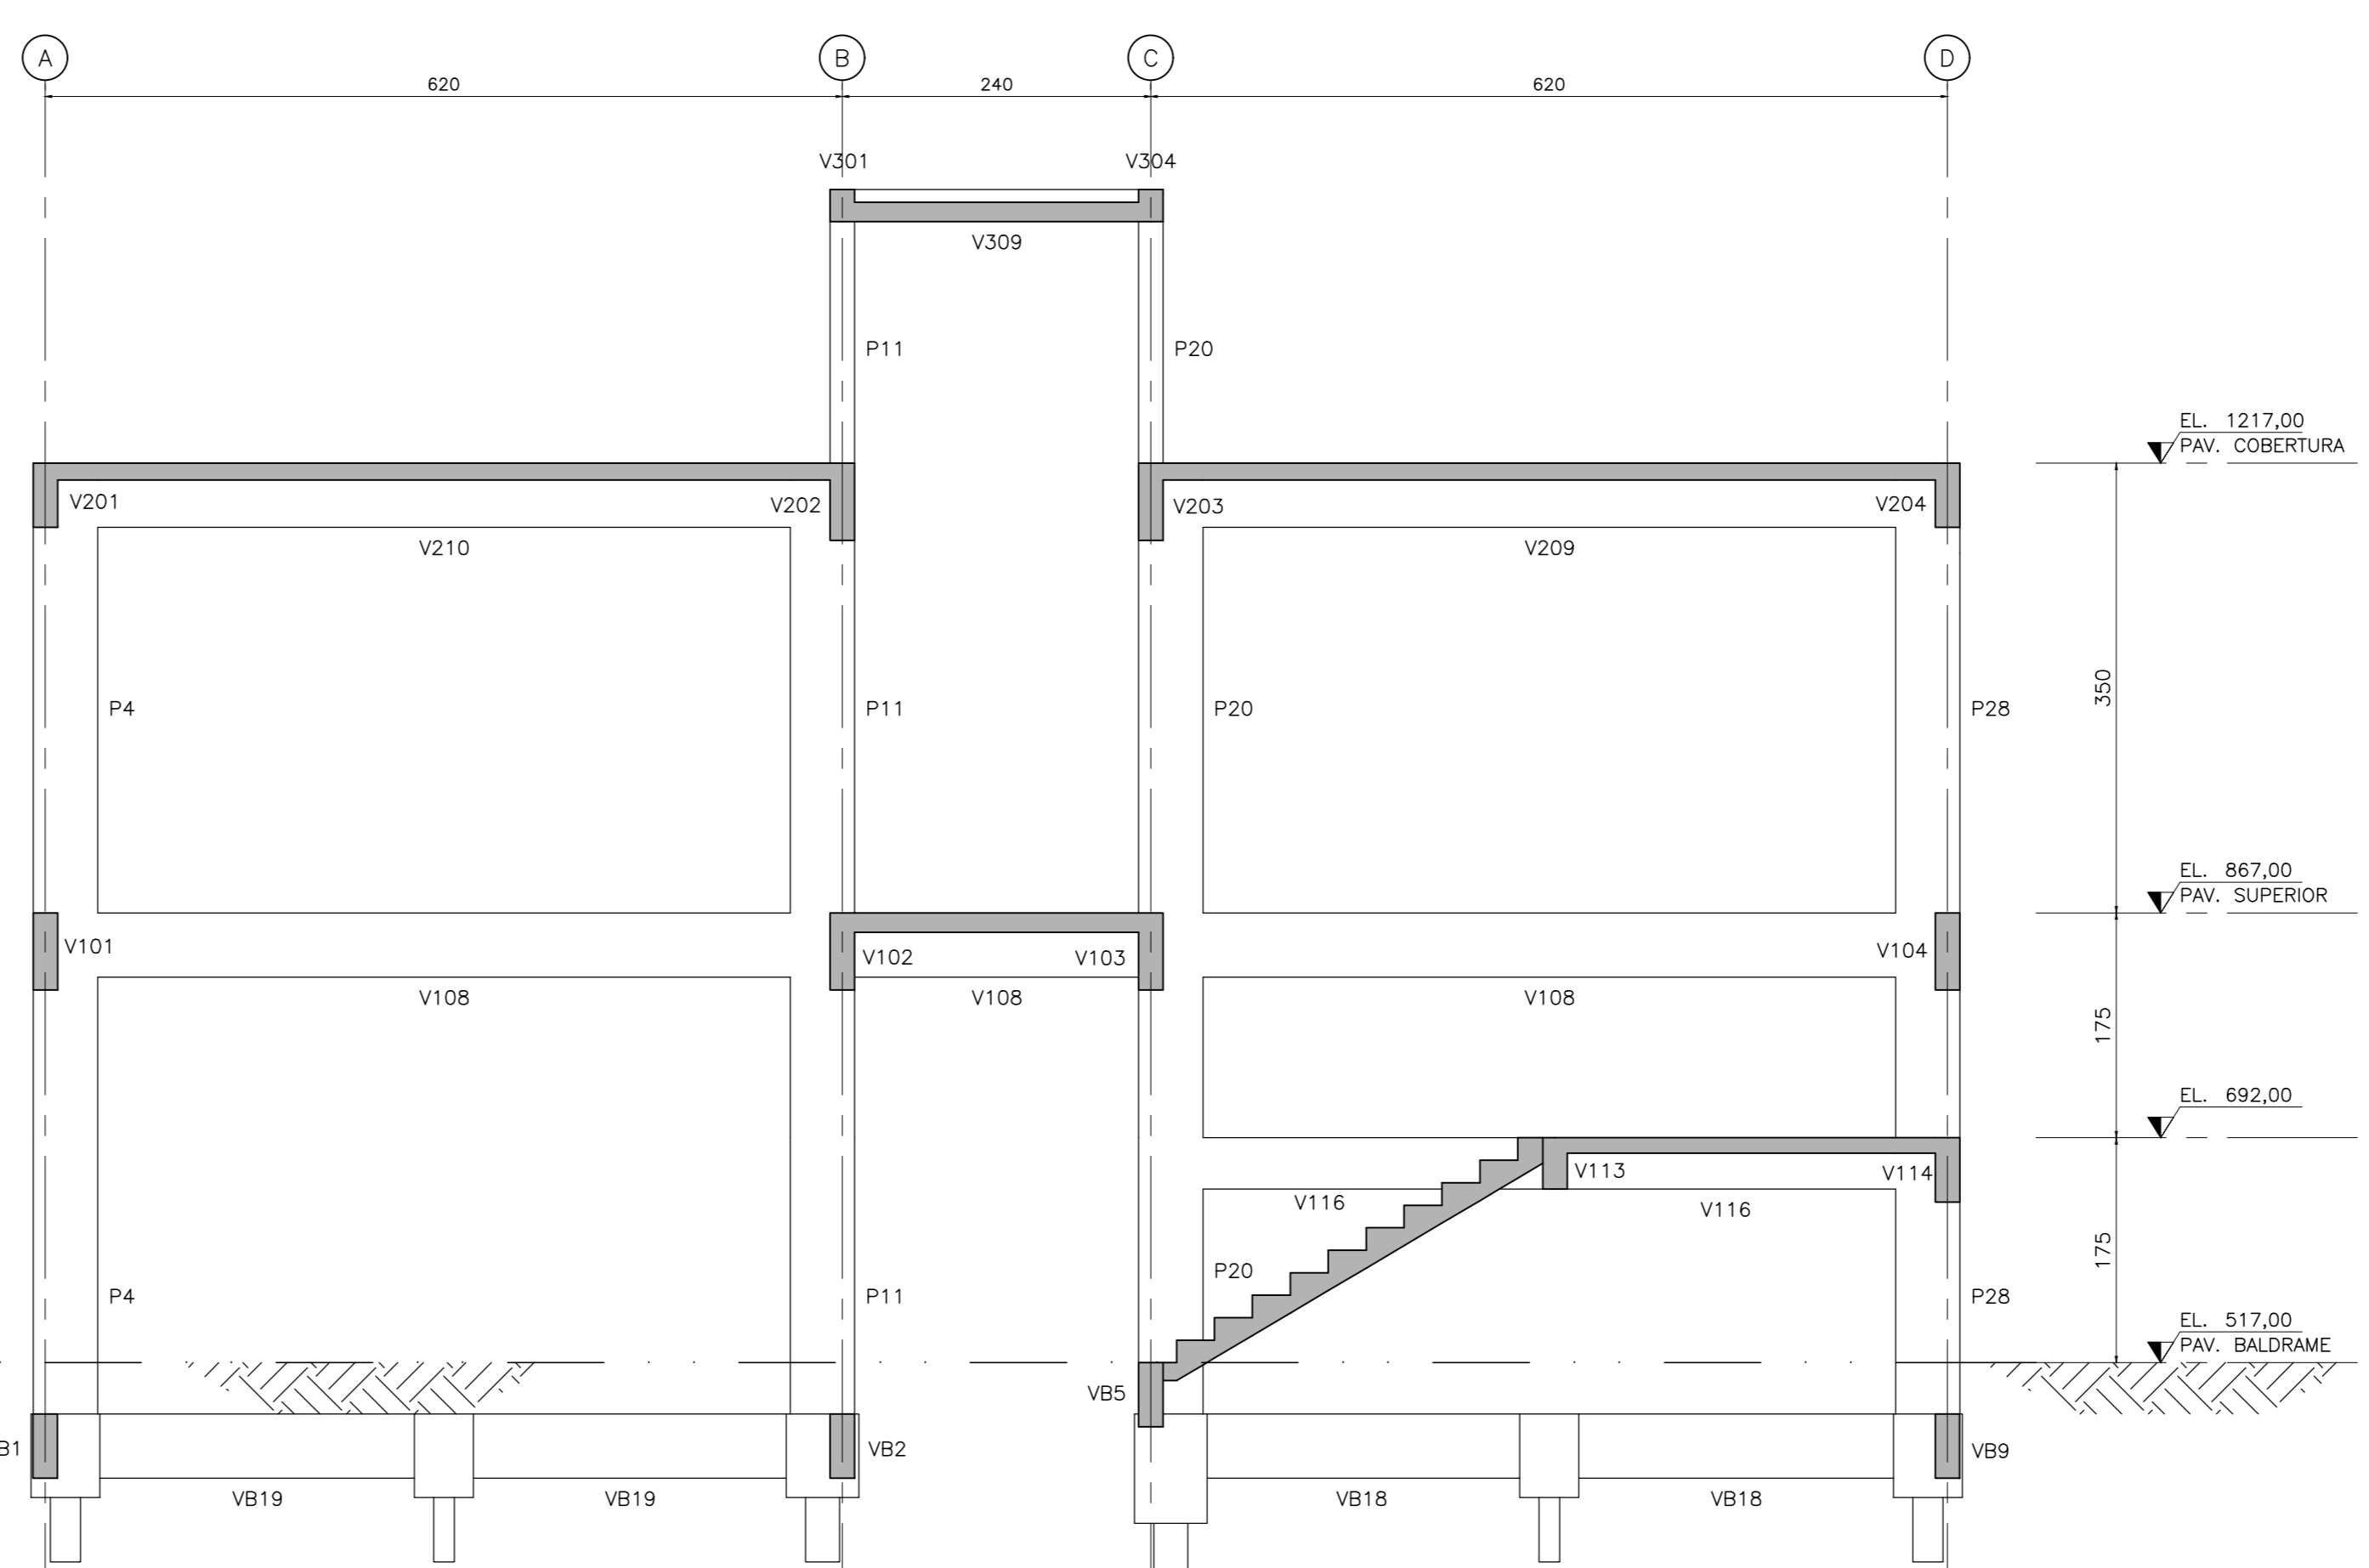 A B C D
620 240 620
V301 V304
V309
P11 P20
EL. 1217,00
PAV. COBERTURA
V201 V202 V203 V204
V210 V209
P4 P11 P20 P28
350
EL. 867,00
PAV. SUPERIOR
V101 V102 V103 V104
V108 V108 V108
175
EL. 692,00
V113 V114
V116 V116
175
P20
P4 P11 P28
EL. 517,00
PAV. BALDRAME
VB5
B1 VB2 VB9
VB19 VB19 VB18 VB18